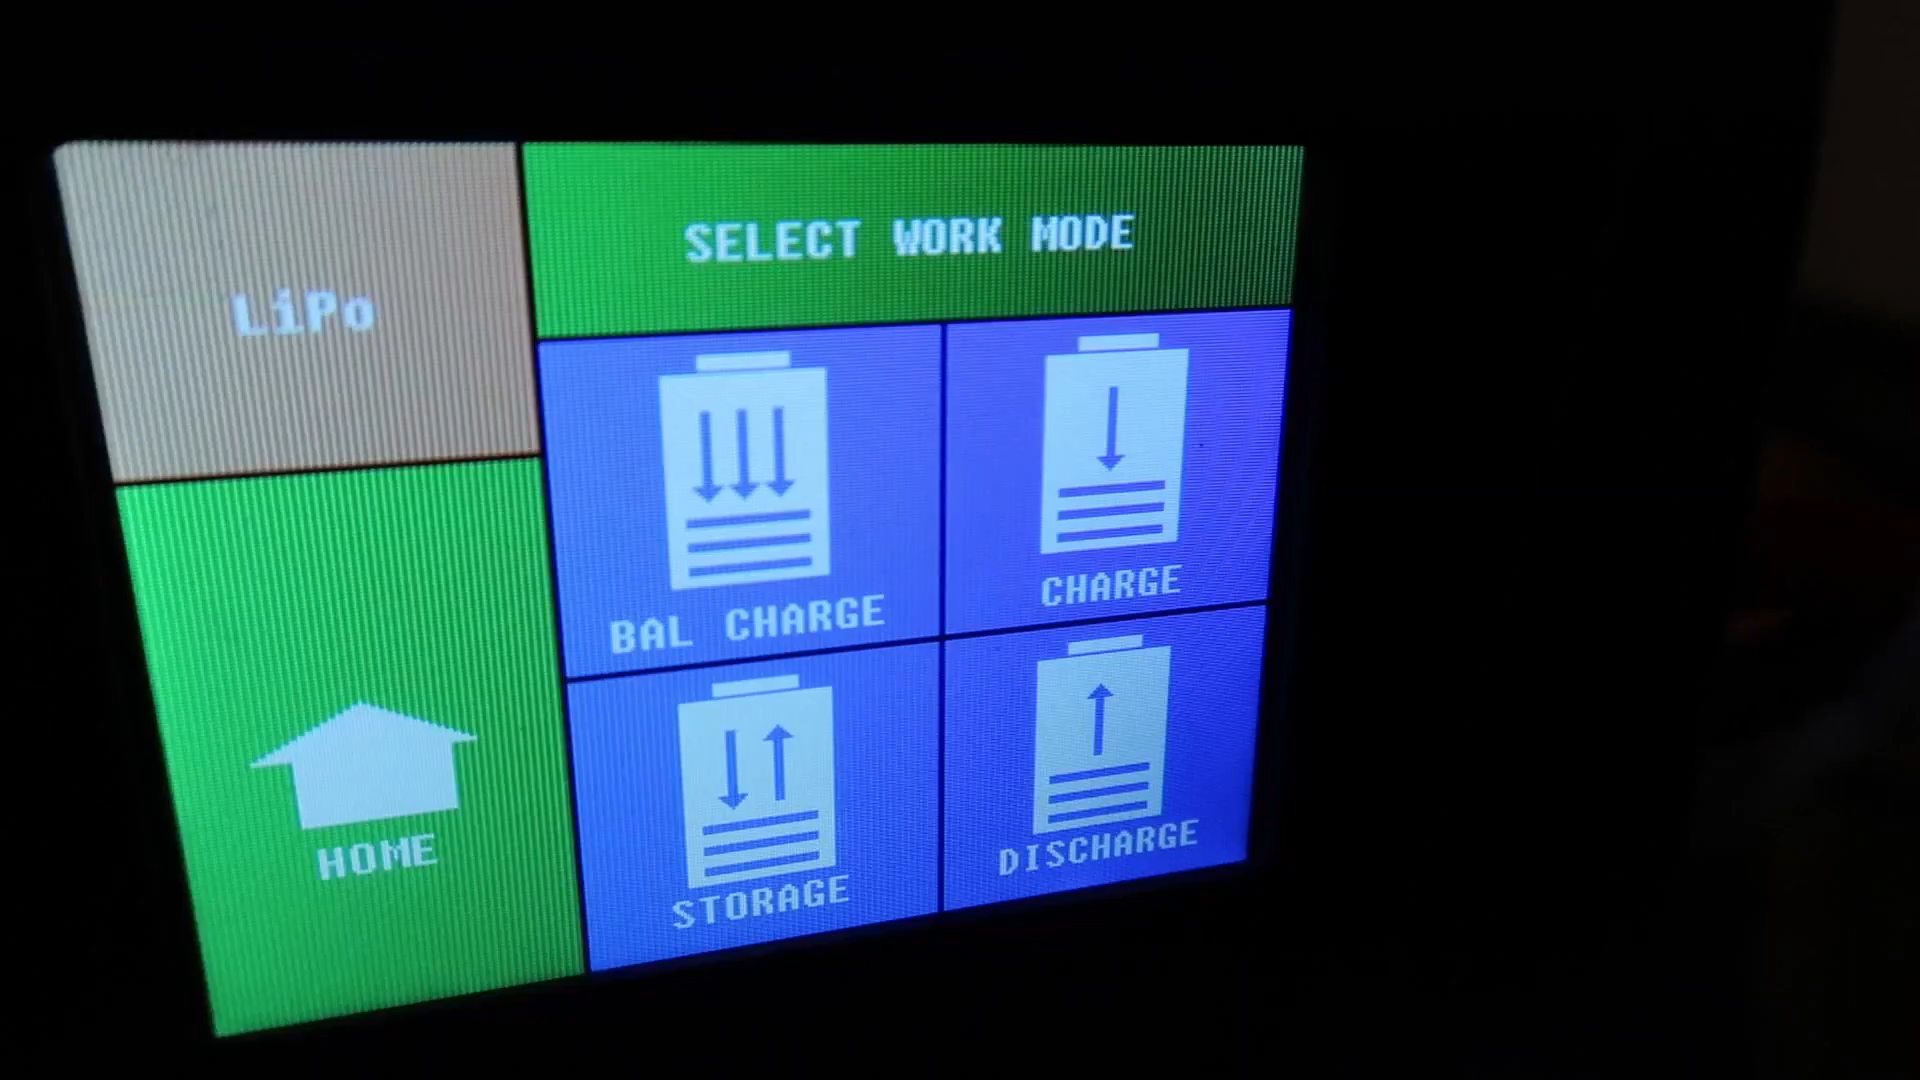 LiPo
SELECT WORK MODE
BAL CHARGE
CHARGE
HOME
STORAGE
DISCHARGE